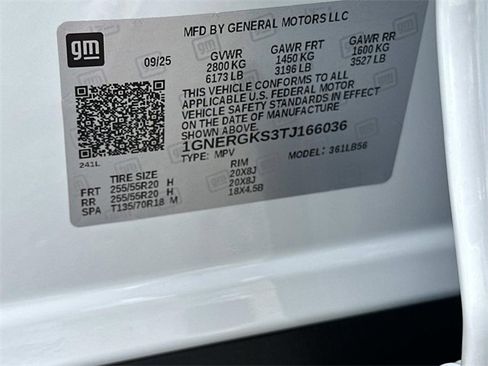 MFD BY GENERAL MOTORS LLC
gm
09/25 GVWR GAWR FRT GAWR RR
2800 KG 1450 KG 1600 KG
6173 LB 3196 LB 3527 LB
THIS VEHICLE CONFORMS TO ALL
APPLICABLE U.S. FEDERAL MOTOR
VEHICLE SAFETY STANDARDS IN EFFECT
ON THE DATE OF MANUFACTURE
SHOWN ABOVE.
1GNERGKS3TJ166036
TYPE: MPV MODEL: 361LB56
241L
TIRE SIZE RIM
FRT 255/55R20 H 20X8J
RR 255/55R20 H 20X8J
SPA T135/70R18 M 18X4.5B